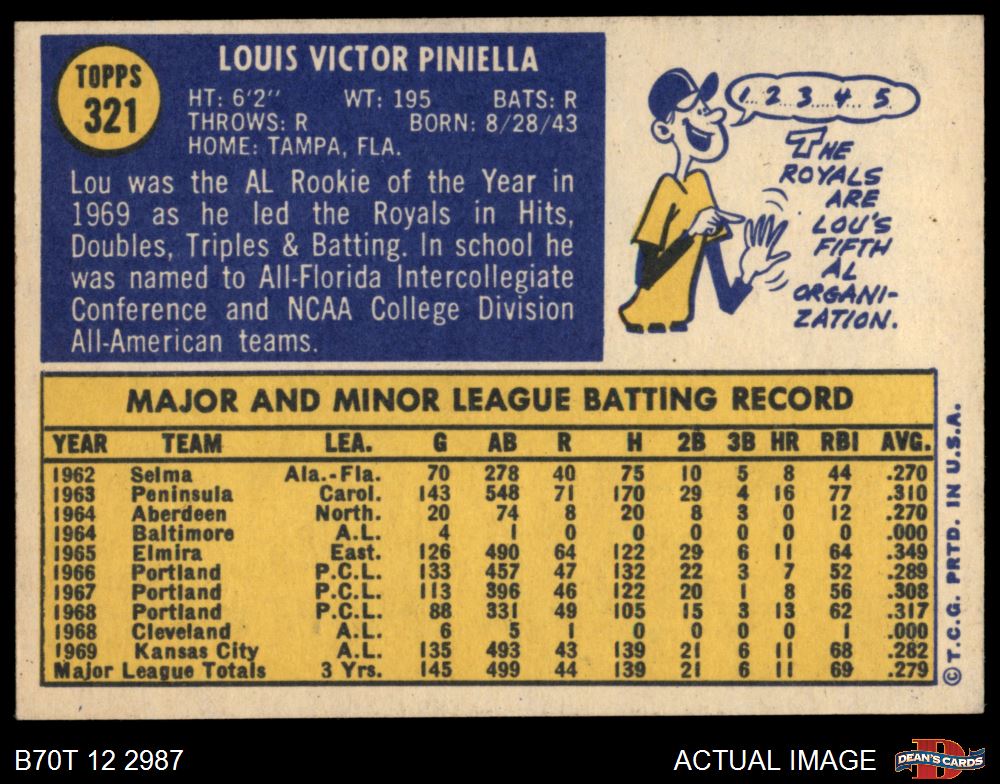 TOPPS
321
LOUIS VICTOR PINIELLA
HT: 6'2'' WT: 195 BATS: R
THROWS: R BORN: 8/28/43
HOME: TAMPA, FLA.
Lou was the AL Rookie of the Year in
1969 as he led the Royals in Hits,
Doubles, Triples & Batting. In school he
was named to All-Florida Intercollegiate
Conference and NCAA College Division
All-American teams.
1... 2... 3.... 4... 5
THE
ROYALS
ARE
LOU'S
FIFTH
AL
ORGANI-
ZATION.
MAJOR AND MINOR LEAGUE BATTING RECORD
YEAR TEAM LEA. G AB R H 2B 3B HR RBI AVG.
1962 Selma Ala.-Fla. 70 278 40 75 10 5 8 44 .270
1963 Peninsula Carol. 143 548 71 170 29 4 16 77 .310
1964 Aberdeen North. 20 74 8 20 8 3 0 12 .270
1964 Baltimore A.L. 4 1 0 0 0 0 0 0 .000
1965 Elmira East. 126 490 64 122 29 6 11 64 .349
1966 Portland P.C.L. 133 457 47 132 22 3 7 52 .289
1967 Portland P.C.L. 113 396 46 122 20 1 8 56 .308
1968 Portland P.C.L. 88 331 49 105 15 3 13 62 .317
1968 Cleveland A.L. 6 5 1 0 0 0 0 1 .000
1969 Kansas City A.L. 135 493 43 139 21 6 11 68 .282
Major League Totals 3 Yrs. 145 499 44 139 21 6 11 69 .279
© T.C.G. PRTD. IN U.S.A.
B70T 12 2987
ACTUAL IMAGE
D
DEAN'S CARDS